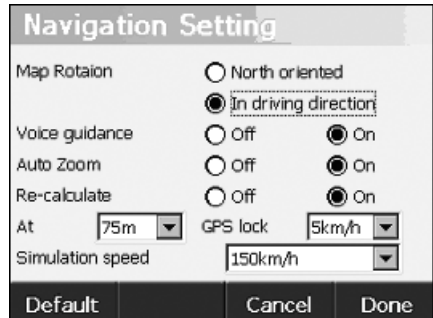 Navigation Setting
Map Rotaion North oriented
In driving direction
Voice guidance Off On
Auto Zoom Off On
Re-calculate Off On
At 75m GPS lock 5km/h
Simulation speed 150km/h
Default Cancel Done